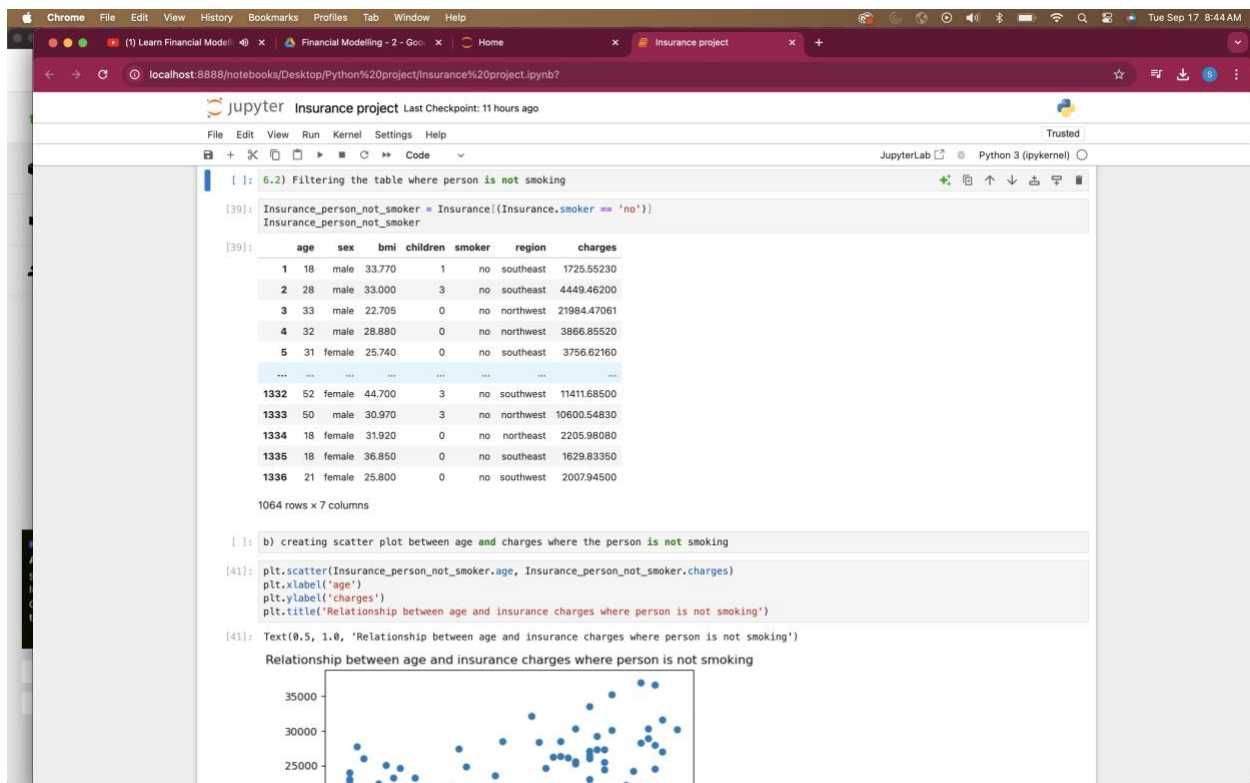 Chrome File Edit View History Bookmarks Profiles Tab Window Help Tue Sep 17 8:44 AM
(1) Learn Financial Modeli Financial Modelling - 2 - Goo Home Insurance project
localhost:8888/notebooks/Desktop/Python%20project/Insurance%20project.ipynb?
jupyter Insurance project Last Checkpoint: 11 hours ago
File Edit View Run Kernel Settings Help Trusted
Code JupyterLab Python 3 (ipykernel)
[ ]: 6.2) Filtering the table where person is not smoking
[39]: Insurance_person_not_smoker = Insurance[(Insurance.smoker == 'no')]
Insurance_person_not_smoker
[39]: age sex bmi children smoker region charges
1 18 male 33.770 1 no southeast 1725.55230
2 28 male 33.000 3 no southeast 4449.46200
3 33 male 22.705 0 no northwest 21984.47061
4 32 male 28.880 0 no northwest 3866.85520
5 31 female 25.740 0 no southeast 3756.62160
... ... ... ... ... ... ... ...
1332 52 female 44.700 3 no southwest 11411.68500
1333 50 male 30.970 3 no northwest 10600.54830
1334 18 female 31.920 0 no northeast 2205.98080
1335 18 female 36.850 0 no southeast 1629.83350
1336 21 female 25.800 0 no southwest 2007.94500
1064 rows × 7 columns
[ ]: b) creating scatter plot between age and charges where the person is not smoking
[41]: plt.scatter(Insurance_person_not_smoker.age, Insurance_person_not_smoker.charges)
plt.xlabel('age')
plt.ylabel('charges')
plt.title('Relationship between age and insurance charges where person is not smoking')
[41]: Text(0.5, 1.0, 'Relationship between age and insurance charges where person is not smoking')
Relationship between age and insurance charges where person is not smoking
35000
30000
25000